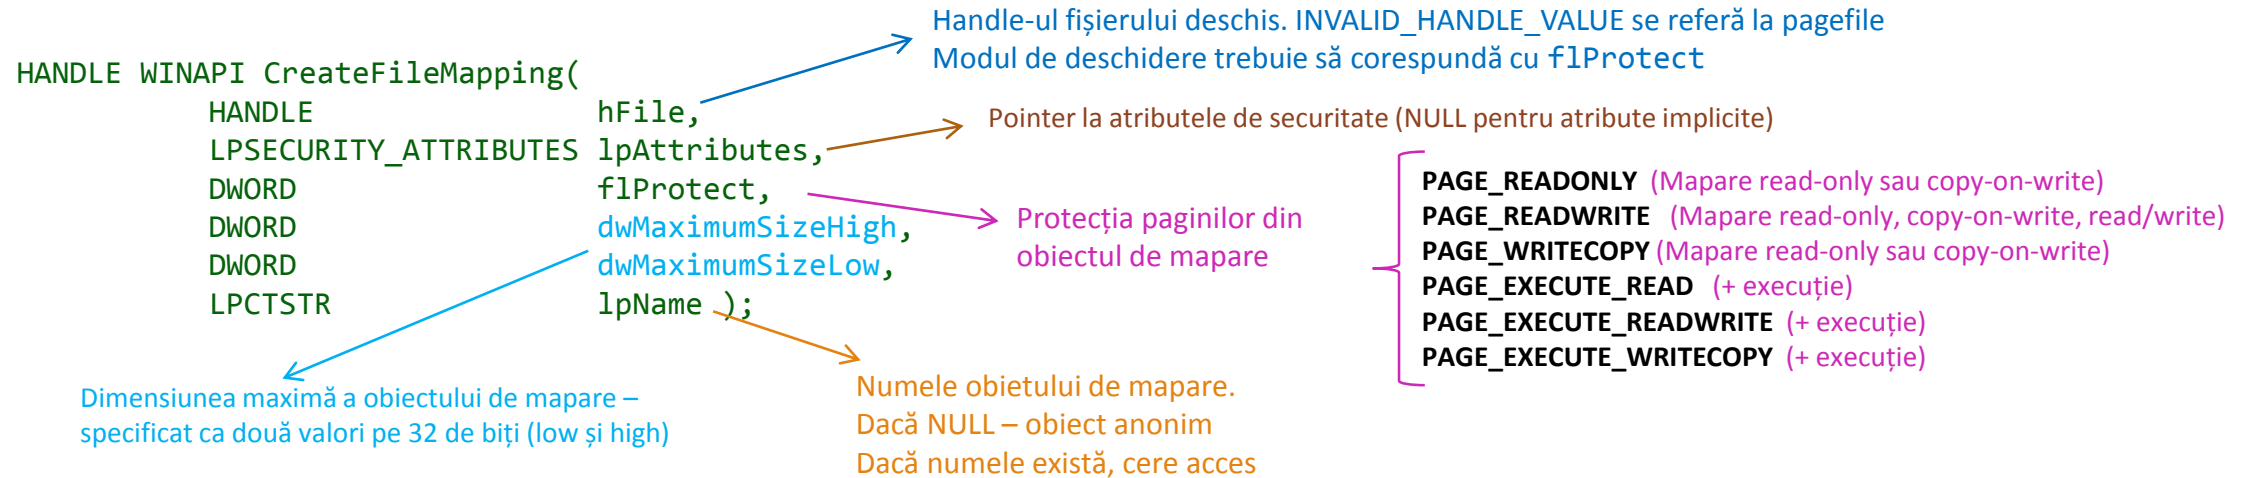 Handle-ul fișierului deschis. INVALID_HANDLE_VALUE se referă la pagefile
Modul de deschidere trebuie să corespundă cu flProtect
HANDLE WINAPI CreateFileMapping(
HANDLE hFile,
LPSECURITY_ATTRIBUTES lpAttributes,
DWORD flProtect,
DWORD dwMaximumSizeHigh,
DWORD dwMaximumSizeLow,
LPCTSTR lpName );
Pointer la atributele de securitate (NULL pentru atribute implicite)
Protecția paginilor din
obiectul de mapare
PAGE_READONLY (Mapare read-only sau copy-on-write)
PAGE_READWRITE (Mapare read-only, copy-on-write, read/write)
PAGE_WRITECOPY (Mapare read-only sau copy-on-write)
PAGE_EXECUTE_READ (+ execuție)
PAGE_EXECUTE_READWRITE (+ execuție)
PAGE_EXECUTE_WRITECOPY (+ execuție)
Dimensiunea maximă a obiectului de mapare –
specificat ca două valori pe 32 de biți (low și high)
Numele obietului de mapare.
Dacă NULL – obiect anonim
Dacă numele există, cere acces